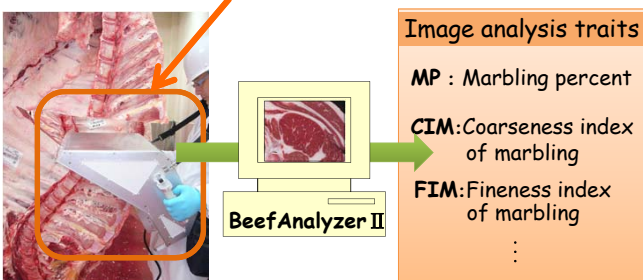 Image analysis traits
MP : Marbling percent
CIM:Coarseness index
of marbling
FIM:Fineness index
of marbling
⋮
BeefAnalyzer Ⅱ